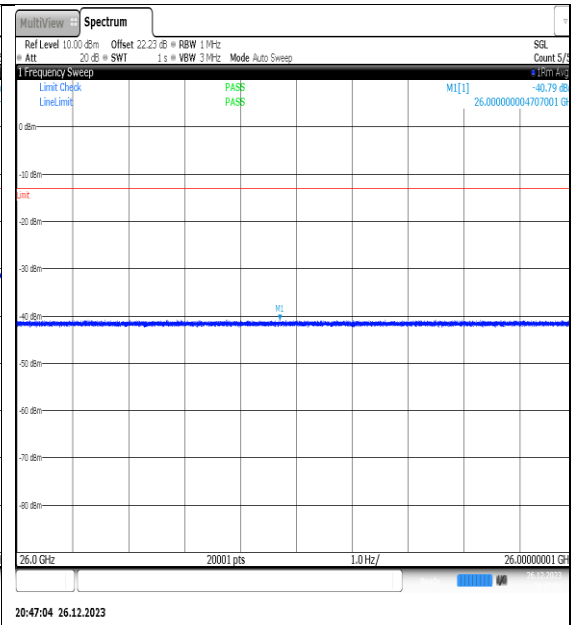 MultiView Spectrum
Ref Level 10.00 dBm Offset 22.23 dB RBW 1 MHz SGL
Att 20 dB SWT 1 s VBW 3 MHz Mode Auto Sweep Count 5/5
1 Frequency Sweep 1Rm Avg
Limit Check PASS M1[1] -40.79 dB
LineLimit PASS 26.000000004707001 GH
0 dBm
-10 dBm
Limit
-20 dBm
-30 dBm
M1
-40 dBm
-50 dBm
-60 dBm
-70 dBm
-80 dBm
26.0 GHz 20001 pts 1.0 Hz/ 26.00000001 GH
26.12.2023
20:47:04 26.12.2023